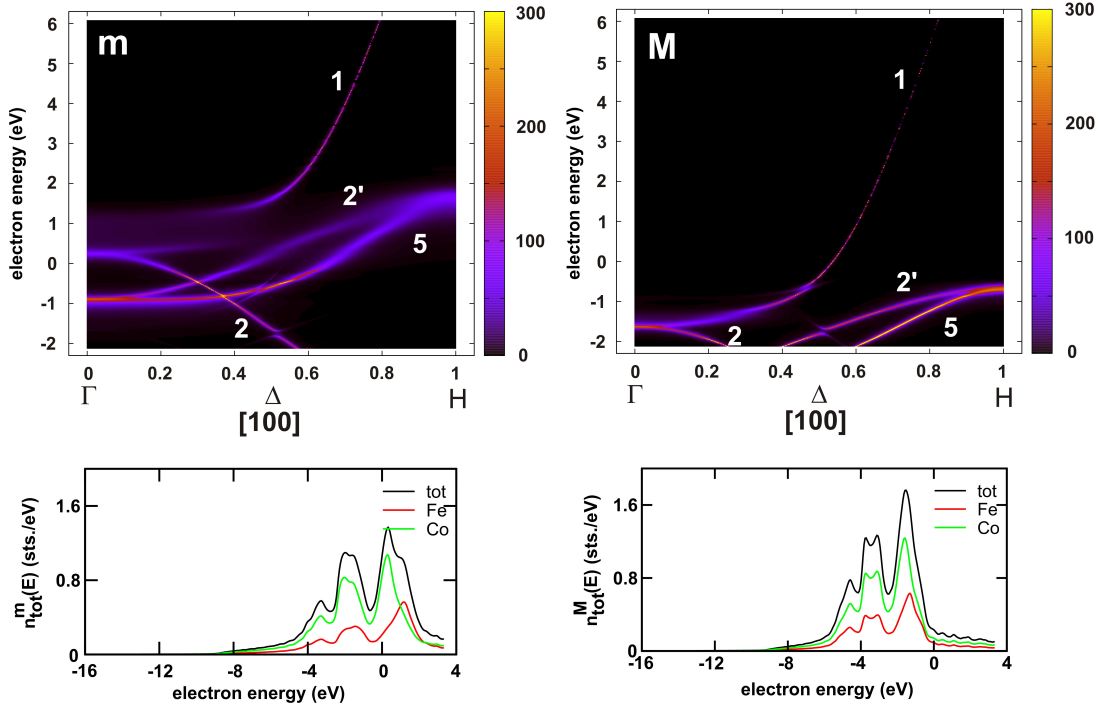 m
electron energy (eV)
6
5
4
3
2
1
0
-1
-2
1
2'
5
2
0 0.2 0.4 0.6 0.8 1
Γ Δ H
[100]
300
200
100
0
M
electron energy (eV)
6
5
4
3
2
1
0
-1
-2
1
2'
5
2
0 0.2 0.4 0.6 0.8 1
Γ Δ H
[100]
300
200
100
0
n^m_tot(E) (sts./eV)
1.6
0.8
0
tot
Fe
Co
-16 -12 -8 -4 0 4
electron energy (eV)
n^M_tot(E) (sts./eV)
1.6
0.8
0
tot
Fe
Co
-16 -12 -8 -4 0 4
electron energy (eV)